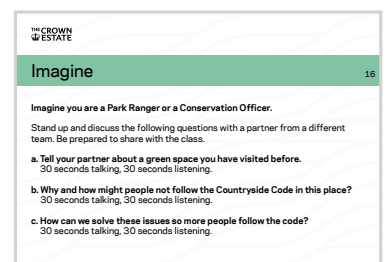 THE CROWN
ESTATE
Imagine
16
Imagine you are a Park Ranger or a Conservation Officer.
Stand up and discuss the following questions with a partner from a different
team. Be prepared to share with the class.
a. Tell your partner about a green space you have visited before.
30 seconds talking, 30 seconds listening.
b. Why and how might people not follow the Countryside Code in this place?
30 seconds talking, 30 seconds listening.
c. How can we solve these issues so more people follow the code?
30 seconds talking, 30 seconds listening.